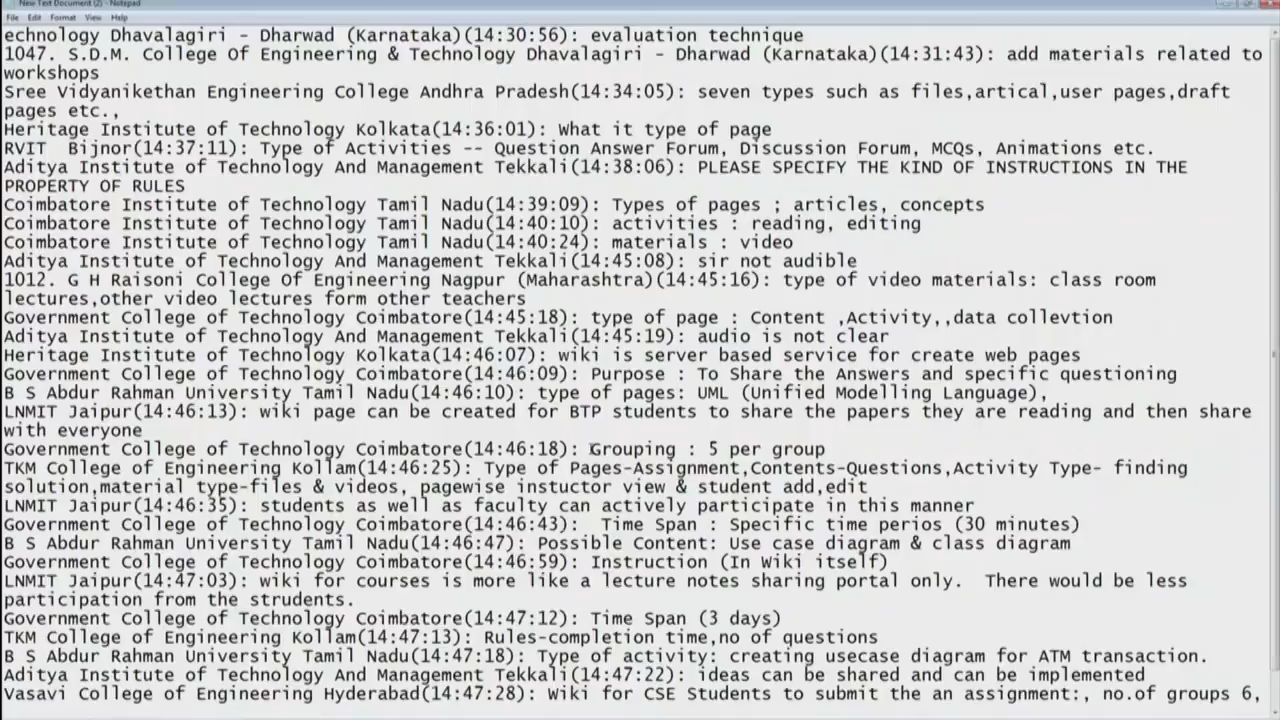 New Text Document (2) - Notepad
File Edit Format View Help
echnology Dhavalagiri - Dharwad (Karnataka)(14:30:56): evaluation technique
1047. S.D.M. College Of Engineering & Technology Dhavalagiri - Dharwad (Karnataka)(14:31:43): add materials related to
workshops
Sree Vidyanikethan Engineering College Andhra Pradesh(14:34:05): seven types such as files,artical,user pages,draft
pages etc.,
Heritage Institute of Technology Kolkata(14:36:01): What it type of page
RVIT  Bijnor(14:37:11): Type of Activities -- Question Answer Forum, Discussion Forum, MCQs, Animations etc.
Aditya Institute of Technology And Management Tekkali(14:38:06): PLEASE SPECIFY THE KIND OF INSTRUCTIONS IN THE
PROPERTY OF RULES
Coimbatore Institute of Technology Tamil Nadu(14:39:09): Types of pages ; articles, concepts
Coimbatore Institute of Technology Tamil Nadu(14:40:10): activities : reading, editing
Coimbatore Institute of Technology Tamil Nadu(14:40:24): materials : video
Aditya Institute of Technology And Management Tekkali(14:45:08): sir not audible
1012. G H Raisoni College Of Engineering Nagpur (Maharashtra)(14:45:16): type of video materials: class room
lectures,other video lectures form other teachers
Government College of Technology Coimbatore(14:45:18): type of page : Content ,Activity,,data collevtion
Aditya Institute of Technology And Management Tekkali(14:45:19): audio is not clear
Heritage Institute of Technology Kolkata(14:46:07): wiki is server based service for create web pages
Government College of Technology Coimbatore(14:46:09): Purpose : To Share the Answers and specific questioning
B S Abdur Rahman University Tamil Nadu(14:46:10): type of pages: UML (Unified Modelling Language),
LNMIT Jaipur(14:46:13): wiki page can be created for BTP students to share the papers they are reading and then share
with everyone
Government College of Technology Coimbatore(14:46:18): Grouping : 5 per group
TKM College of Engineering Kollam(14:46:25): Type of Pages-Assignment,Contents-Questions,Activity Type- finding
solution,material type-files & videos, pagewise instuctor view & student add,edit
LNMIT Jaipur(14:46:35): students as well as faculty can actively participate in this manner
Government College of Technology Coimbatore(14:46:43):  Time Span : Specific time perios (30 minutes)
B S Abdur Rahman University Tamil Nadu(14:46:47): Possible Content: Use case diagram & class diagram
Government College of Technology Coimbatore(14:46:59): Instruction (In Wiki itself)
LNMIT Jaipur(14:47:03): wiki for courses is more like a lecture notes sharing portal only.  There would be less
participation from the strudents.
Government College of Technology Coimbatore(14:47:12): Time Span (3 days)
TKM College of Engineering Kollam(14:47:13): Rules-completion time,no of questions
B S Abdur Rahman University Tamil Nadu(14:47:18): Type of activity: creating usecase diagram for ATM transaction.
Aditya Institute of Technology And Management Tekkali(14:47:22): ideas can be shared and can be implemented
Vasavi College of Engineering Hyderabad(14:47:28): Wiki for CSE Students to submit the an assignment:, no.of groups 6,